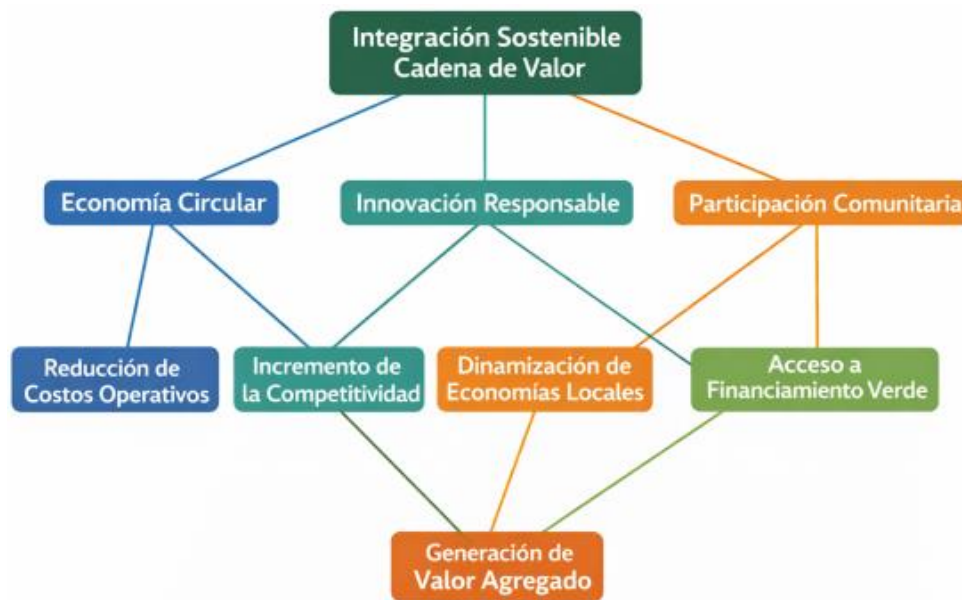 Integración Sostenible
Cadena de Valor
Economía Circular
Innovación Responsable
Participación Comunitaria
Reducción de
Costos Operativos
Incremento de
la Competitividad
Dinamización de
Economías Locales
Acceso a
Financiamiento Verde
Generación de
Valor Agregado